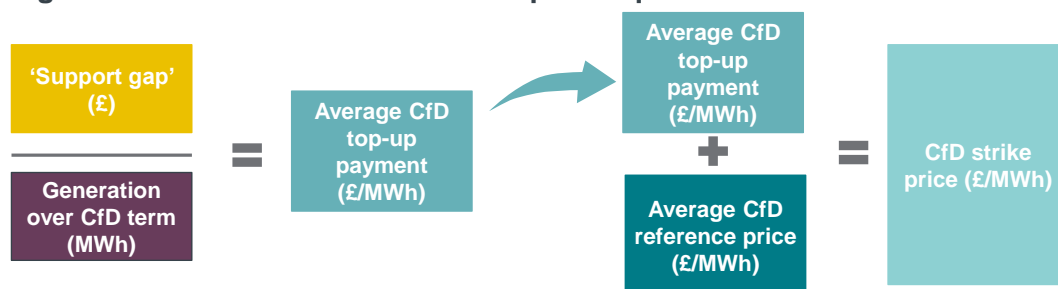 ‘Support gap’
(£)
Generation
over CfD term
(MWh)
=
Average CfD
top-up
payment
(£/MWh)
Average CfD
top-up
payment
(£/MWh)
+
Average CfD
reference price
(£/MWh)
=
CfD strike
price (£/MWh)